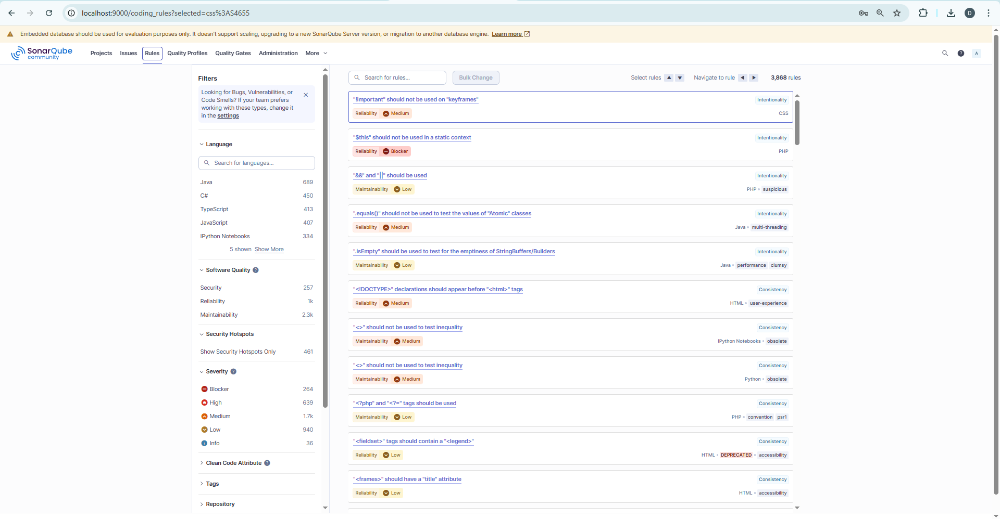 localhost:9000/coding_rules?selected=css%3AS4655
D
Embedded database should be used for evaluation purposes only. It doesn't support scaling, upgrading to a new SonarQube Server version, or migration to another database engine. Learn more
SonarQube community
Projects Issues Rules Quality Profiles Quality Gates Administration More
? A
Filters
Looking for Bugs, Vulnerabilities, or
Code Smells? If your team prefers
working with these types, change it
in the settings
Language
Search for languages...
Java 689
C# 450
TypeScript 413
JavaScript 407
IPython Notebooks 334
5 shown Show More
Software Quality ?
Security 257
Reliability 1k
Maintainability 2.3k
Security Hotspots
Show Security Hotspots Only 461
Severity ?
Blocker 264
High 639
Medium 1.7k
Low 940
Info 36
Clean Code Attribute ?
Tags
Repository
Search for rules... Bulk Change Select rules Navigate to rule 3,868 rules
"!important" should not be used on "keyframes" Intentionality
Reliability Medium CSS
"$this" should not be used in a static context Intentionality
Reliability Blocker PHP
"&&" and "||" should be used Intentionality
Maintainability Low PHP suspicious
".equals()" should not be used to test the values of "Atomic" classes Intentionality
Reliability Medium Java multi-threading
".isEmpty" should be used to test for the emptiness of StringBuffers/Builders Intentionality
Maintainability Low Java performance clumsy
"<!DOCTYPE>" declarations should appear before "<html>" tags Consistency
Reliability Medium HTML user-experience
"<>" should not be used to test inequality Consistency
Maintainability Medium IPython Notebooks obsolete
"<>" should not be used to test inequality Consistency
Maintainability Medium Python obsolete
"<?php" and "<?=" tags should be used Consistency
Maintainability Low PHP convention psr1
"<fieldset>" tags should contain a "<legend>" Consistency
Reliability Low HTML DEPRECATED accessibility
"<frames>" should have a "title" attribute Consistency
Reliability Low HTML accessibility